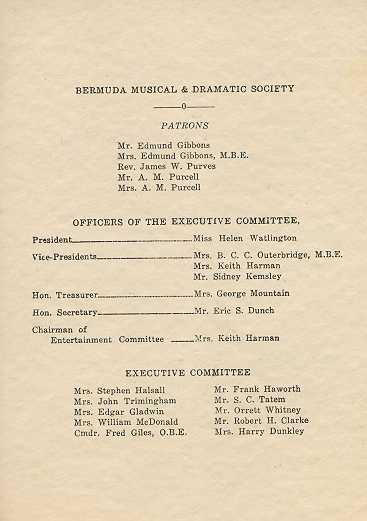 BERMUDA MUSICAL & DRAMATIC SOCIETY
0
PATRONS
Mr. Edmund Gibbons
Mrs. Edmund Gibbons, M.B.E.
Rev. James W. Purves
Mr. A. M. Purcell
Mrs. A. M. Purcell
OFFICERS OF THE EXECUTIVE COMMITTEE,
President Miss Helen Watlington
Vice-Presidents Mrs. B. C. C. Outerbridge, M.B.E.
Mrs. Keith Harman
Mr. Sidney Kemsley
Hon. Treasurer Mrs. George Mountain
Hon. Secretary Mr. Eric S. Dunch
Chairman of
Entertainment Committee Mrs. Keith Harman
EXECUTIVE COMMITTEE
Mrs. Stephen Halsall
Mrs. John Trimingham
Mrs. Edgar Gladwin
Mrs. William McDonald
Cmdr. Fred Giles, O.B.E.
Mr. Frank Haworth
Mr. S. C. Tatem
Mr. Orrett Whitney
Mr. Robert H. Clarke
Mrs. Harry Dunkley